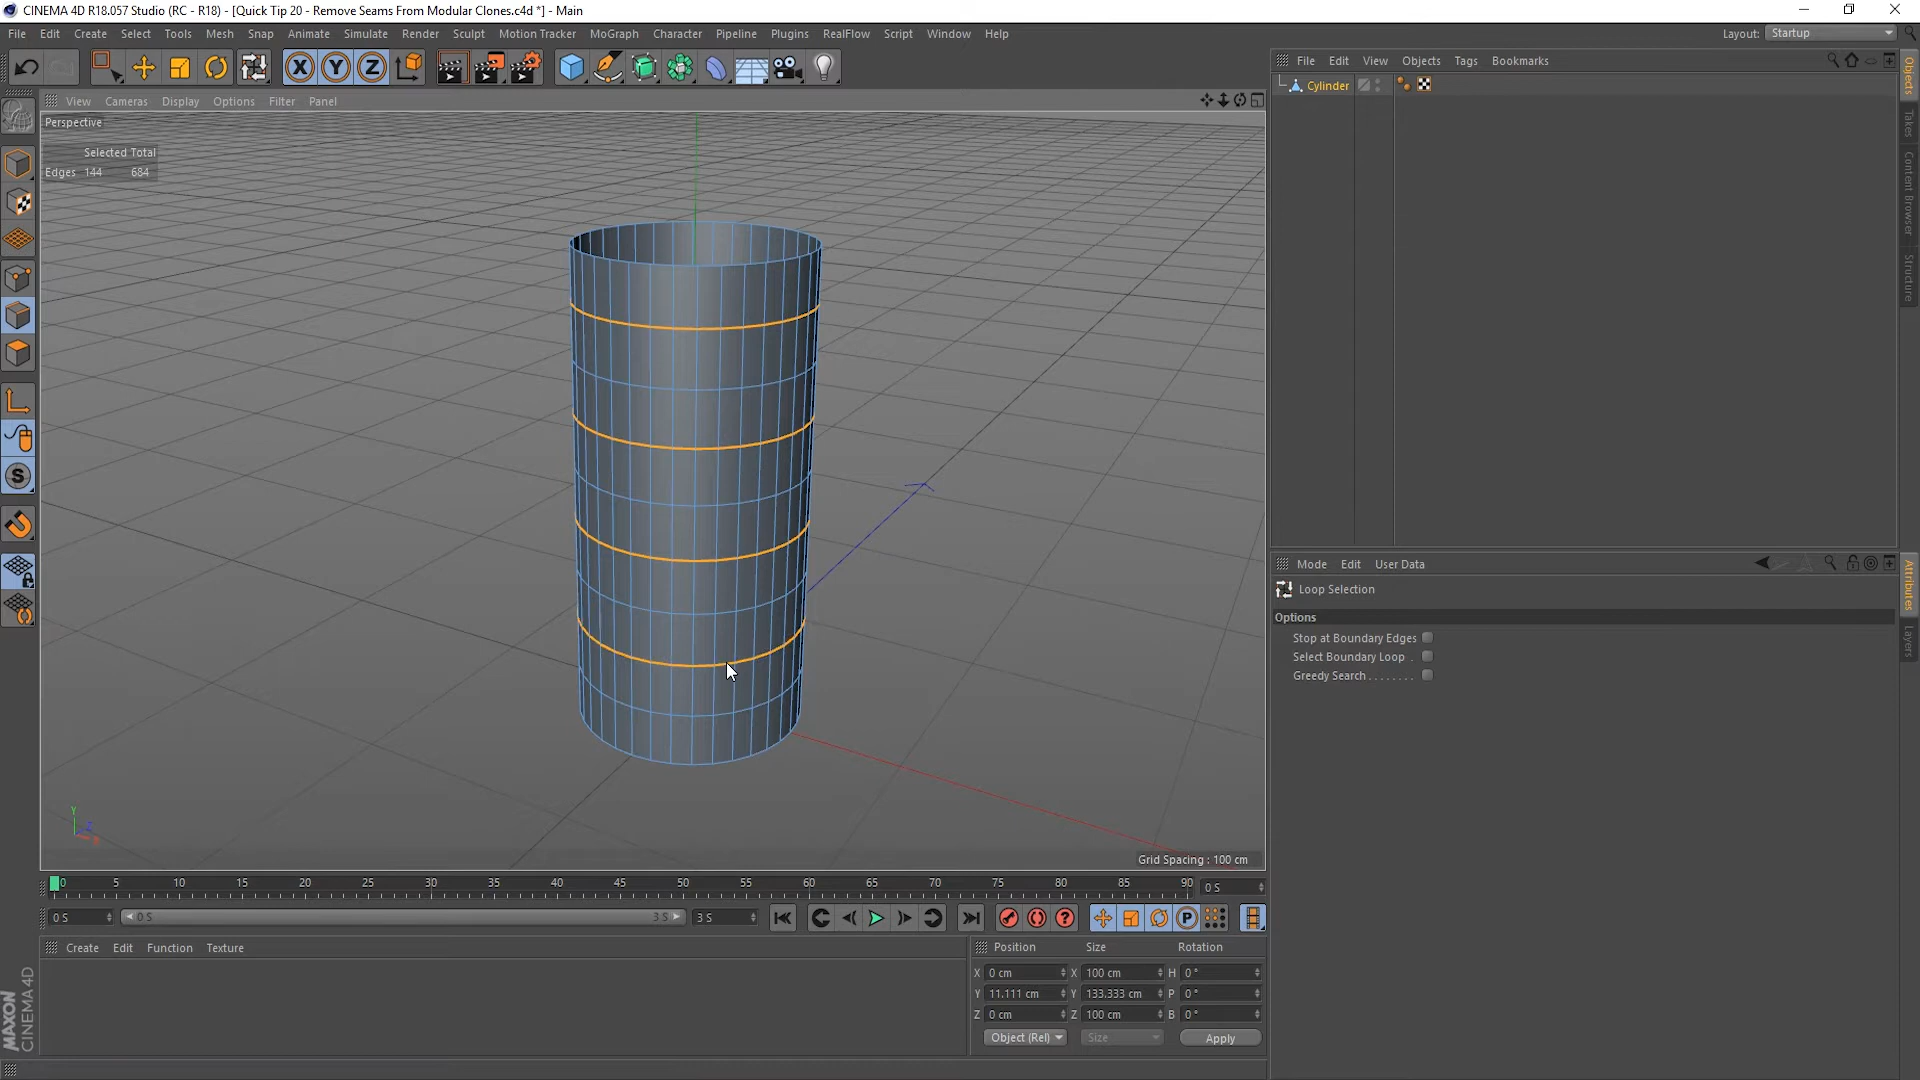 CINEMA 4D R18.057 Studio (RC - R18) - [Quick Tip 20 - Remove Seams From Modular Clones.c4d *] - Main
File Edit Create Select Tools Mesh Snap Animate Simulate Render Sculpt Motion Tracker MoGraph Character Pipeline Plugins RealFlow Script Window Help
Layout: Startup
X Y Z
File Edit View Objects Tags Bookmarks
Cylinder
View Cameras Display Options Filter Panel
Perspective
Selected Total
Edges 144 684
S
Y
Z
X
Grid Spacing : 100 cm
Objects
Takes
Content Browser
Structure
Mode Edit User Data
Loop Selection
Options
Stop at Boundary Edges
Select Boundary Loop .
Greedy Search . . . . . . . .
Attributes
Layers
0 5 10 15 20 25 30 35 40 45 50 55 60 65 70 75 80 85 90 0 S
0 S 0 S 3 S 3 S
P
Create Edit Function Texture
Position Size Rotation
X 0 cm X 100 cm H 0 °
Y 11.111 cm Y 133.333 cm P 0 °
Z 0 cm Z 100 cm B 0 °
Object (Rel) Size Apply
MAXON
CINEMA 4D